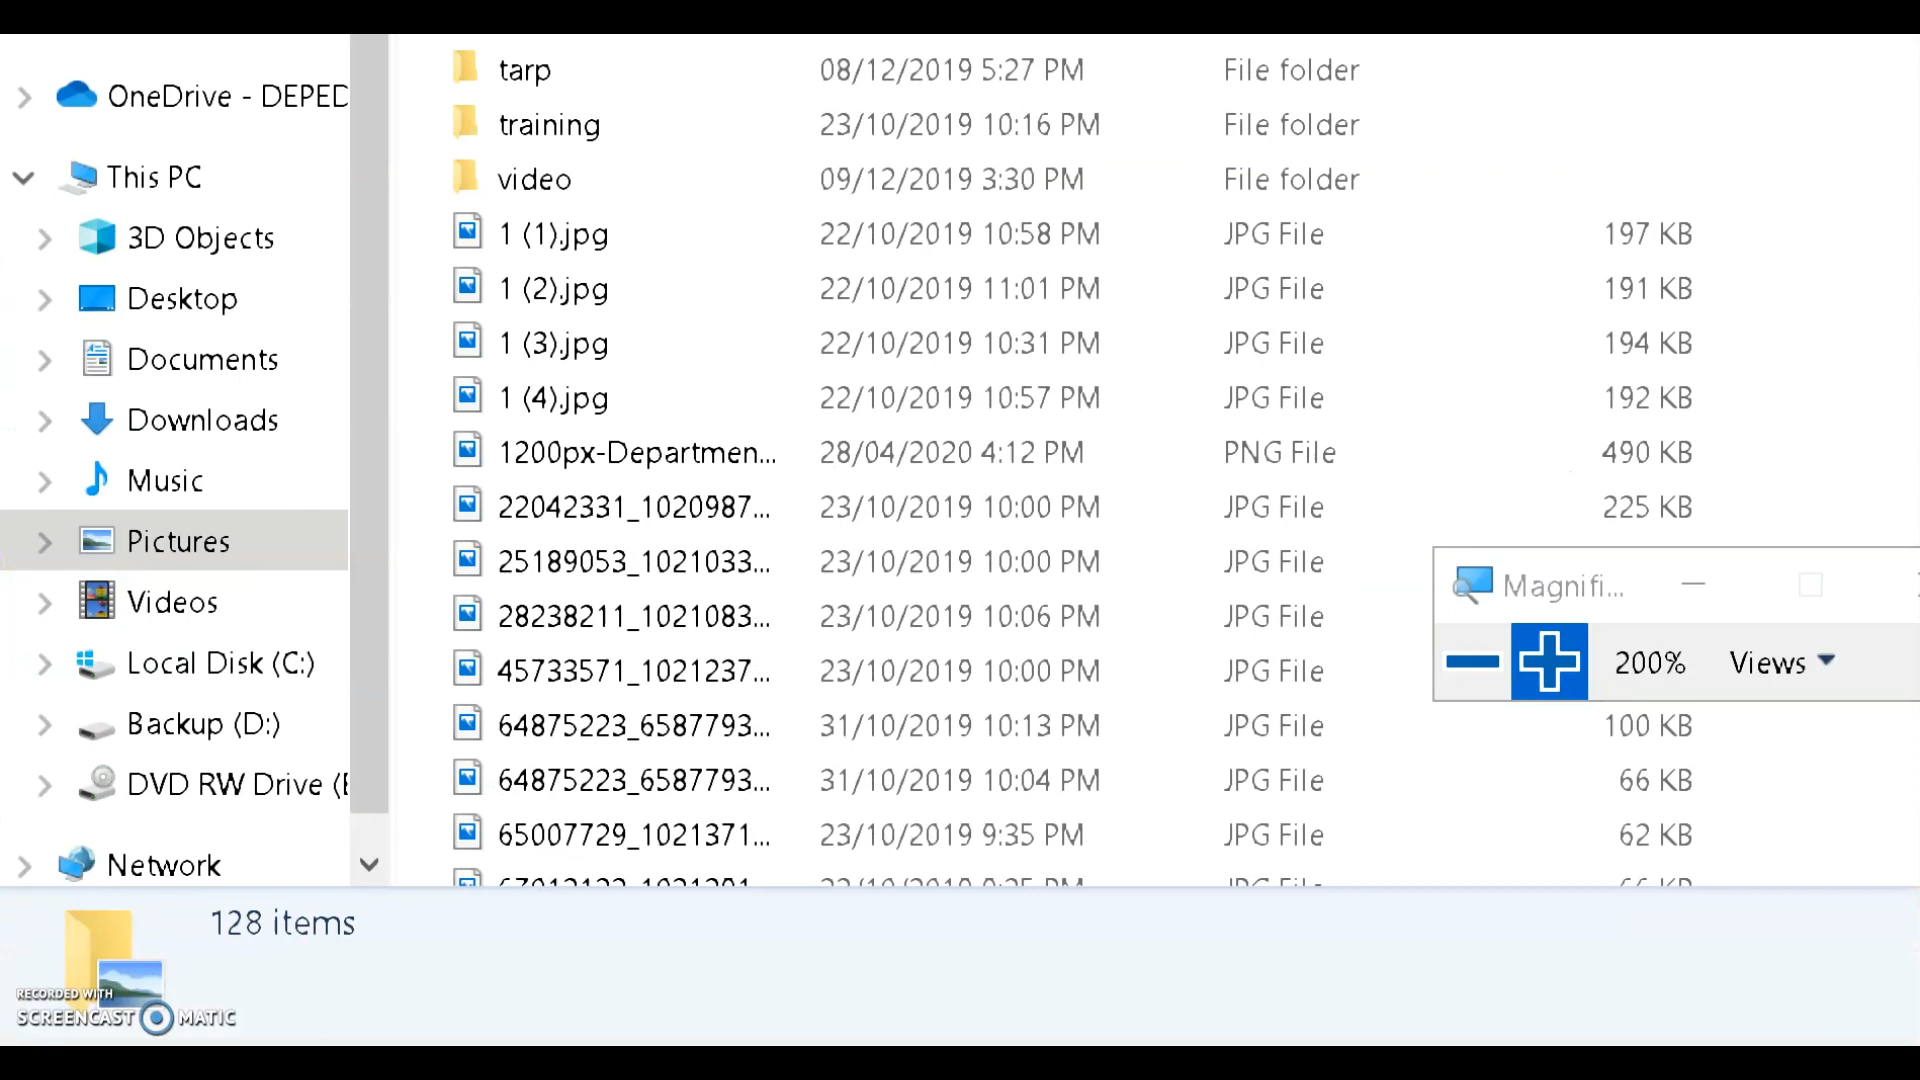 OneDrive - DEPED
This PC
3D Objects
Desktop
Documents
Downloads
Music
Pictures
Videos
Local Disk (C:)
Backup (D:)
DVD RW Drive (E
Network
tarp 08/12/2019 5:27 PM File folder
training 23/10/2019 10:16 PM File folder
video 09/12/2019 3:30 PM File folder
1 (1).jpg 22/10/2019 10:58 PM JPG File 197 KB
1 (2).jpg 22/10/2019 11:01 PM JPG File 191 KB
1 (3).jpg 22/10/2019 10:31 PM JPG File 194 KB
1 (4).jpg 22/10/2019 10:57 PM JPG File 192 KB
1200px-Departmen... 28/04/2020 4:12 PM PNG File 490 KB
22042331_1020987... 23/10/2019 10:00 PM JPG File 225 KB
25189053_1021033... 23/10/2019 10:00 PM JPG File
28238211_1021083... 23/10/2019 10:06 PM JPG File
45733571_1021237... 23/10/2019 10:00 PM JPG File
64875223_6587793... 31/10/2019 10:13 PM JPG File 100 KB
64875223_6587793... 31/10/2019 10:04 PM JPG File 66 KB
65007729_1021371... 23/10/2019 9:35 PM JPG File 62 KB
Magnifi...
200% Views
128 items
RECORDED WITH
SCREENCAST MATIC